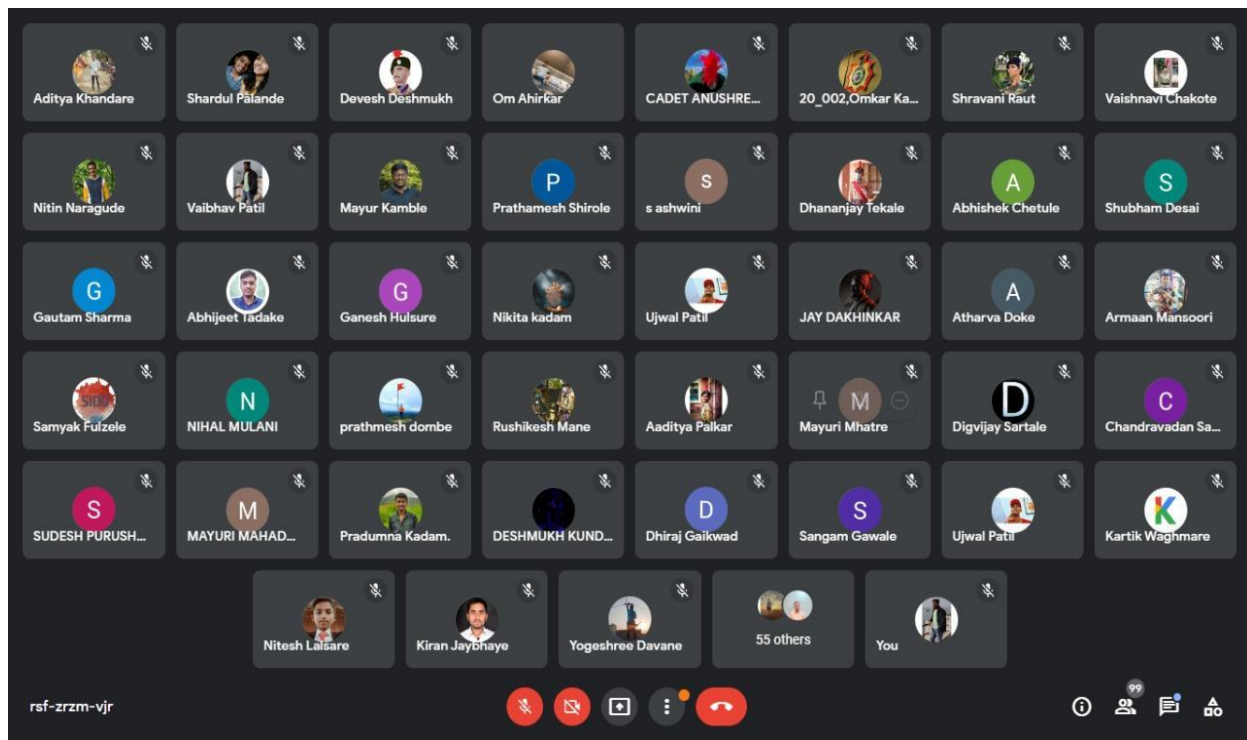 Aditya Khandare
Shardul Palande
Devesh Deshmukh
Om Ahirkar
CADET ANUSHRE...
20_002,Omkar Ka...
Shravani Raut
Vaishnavi Chakote
Nitin Naragude
Vaibhav Patil
Mayur Kamble
P
Prathamesh Shirole
s
s ashwini
Dhananjay Tekale
A
Abhishek Chetule
S
Shubham Desai
G
Gautam Sharma
Abhijeet Tadake
G
Ganesh Hulsure
Nikita kadam
Ujwal Patil
JAY DAKHINKAR
A
Atharva Doke
Armaan Mansoori
Samyak Fulzele
N
NIHAL MULANI
prathmesh dombe
Rushikesh Mane
Aaditya Palkar
M
Mayuri Mhatre
D
Digvijay Sartale
C
Chandravadan Sa...
S
SUDESH PURUSH...
M
MAYURI MAHAD...
Pradumna Kadam.
DESHMUKH KUND...
D
Dhiraj Gaikwad
S
Sangam Gawale
Ujwal Patil
K
Kartik Waghmare
Nitesh Lalsare
Kiran Jaybhaye
Yogeshree Davane
55 others
You
rsf-zrzm-vjr
99